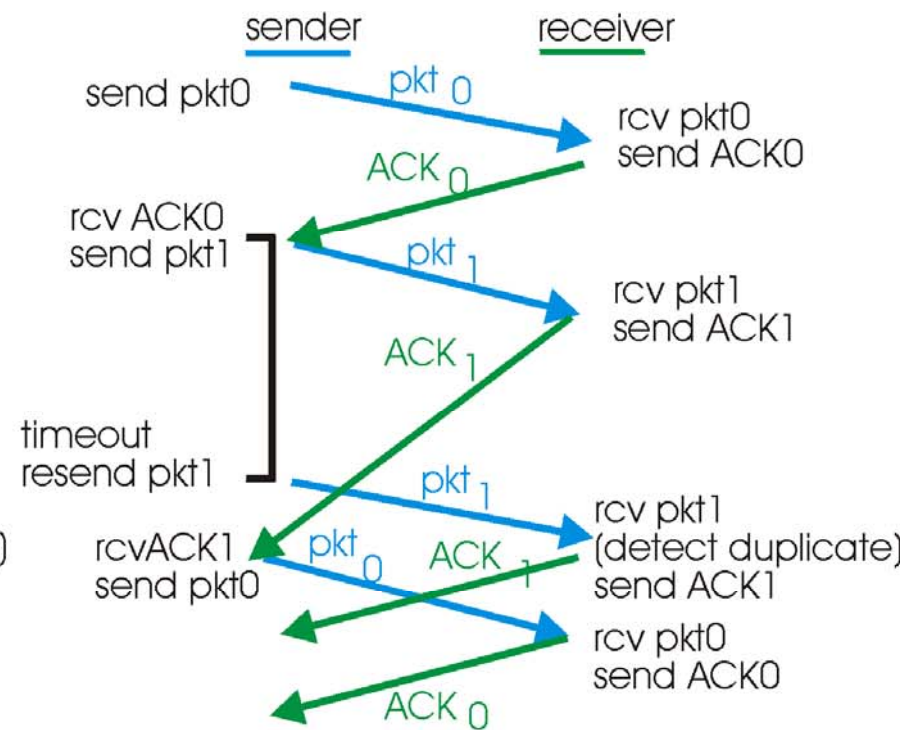 sender
receiver
send pkt0
pkt 0
rcv pkt0
send ACK0
ACK 0
rcv ACK0
send pkt1
pkt 1
rcv pkt1
send ACK1
ACK 1
timeout
resend pkt1
pkt 1
rcv pkt1
(detect duplicate)
send ACK1
rcvACK1
send pkt0
pkt 0
ACK 1
rcv pkt0
send ACK0
ACK 0